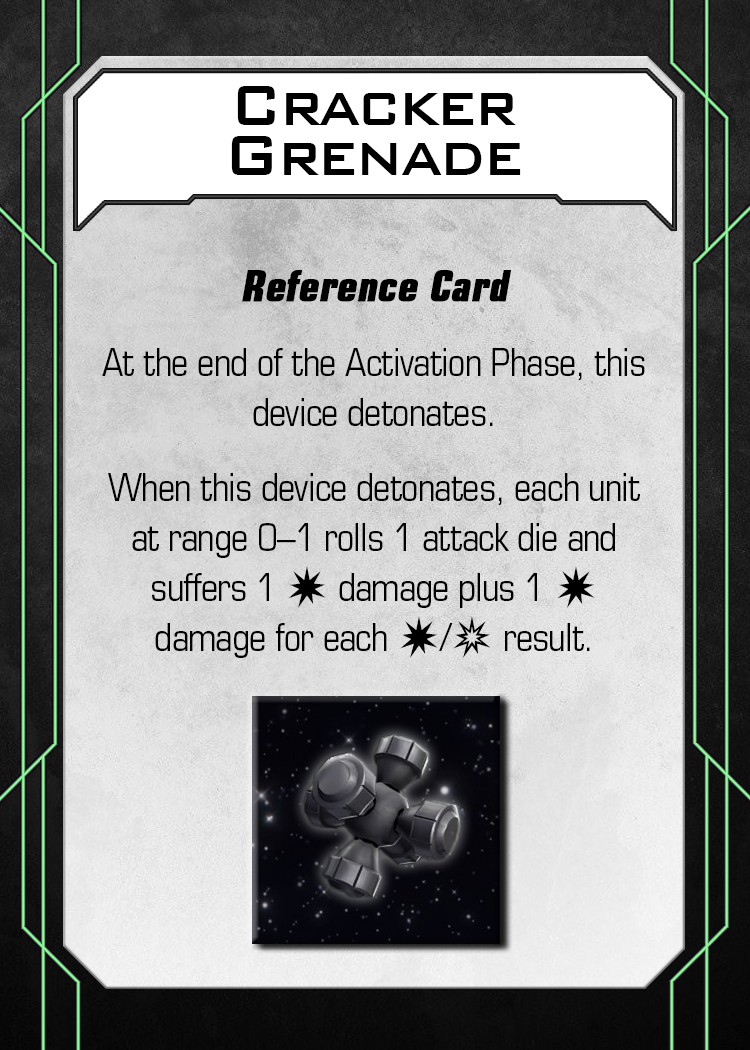 CRACKER
GRENADE
Reference Card
At the end of the Activation Phase, this
device detonates.
When this device detonates, each unit
at range 0–1 rolls 1 attack die and
suffers 1 damage plus 1
damage for each / result.